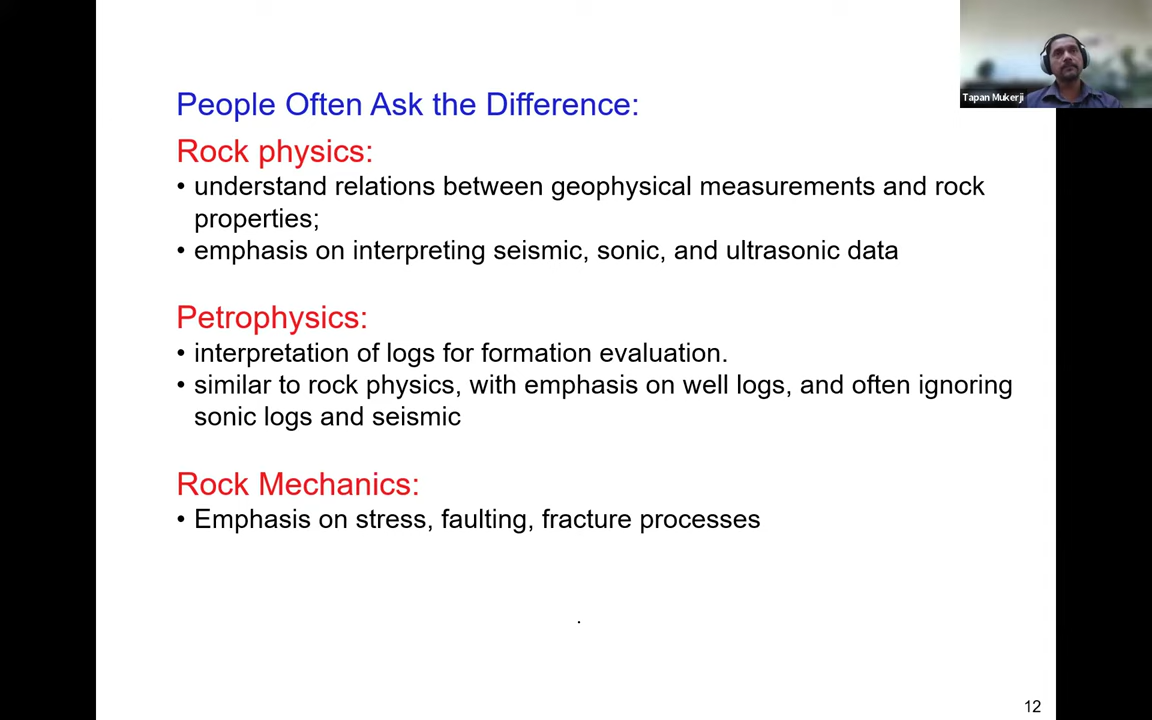 Tapan Mukerji
People Often Ask the Difference:
Rock physics:
• understand relations between geophysical measurements and rock
properties;
• emphasis on interpreting seismic, sonic, and ultrasonic data
Petrophysics:
• interpretation of logs for formation evaluation.
• similar to rock physics, with emphasis on well logs, and often ignoring
sonic logs and seismic
Rock Mechanics:
• Emphasis on stress, faulting, fracture processes
.
12